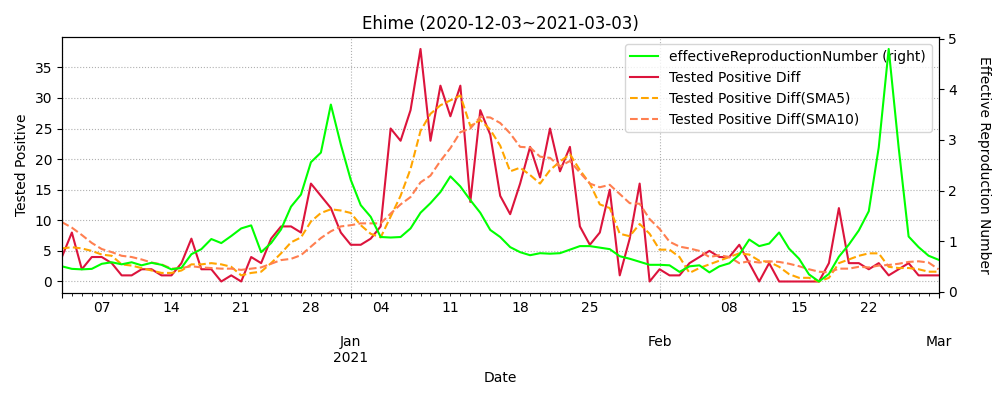 Ehime (2020-12-03~2021-03-03)
effectiveReproductionNumber (right)
Tested Positive Diff
Tested Positive Diff(SMA5)
Tested Positive Diff(SMA10)
Tested Positive
35
30
25
20
15
10
5
0
Effective Reproduction Number
5
4
3
2
1
0
07 14 21 28 04 11 18 25 08 15 22
Jan Feb Mar
2021
Date